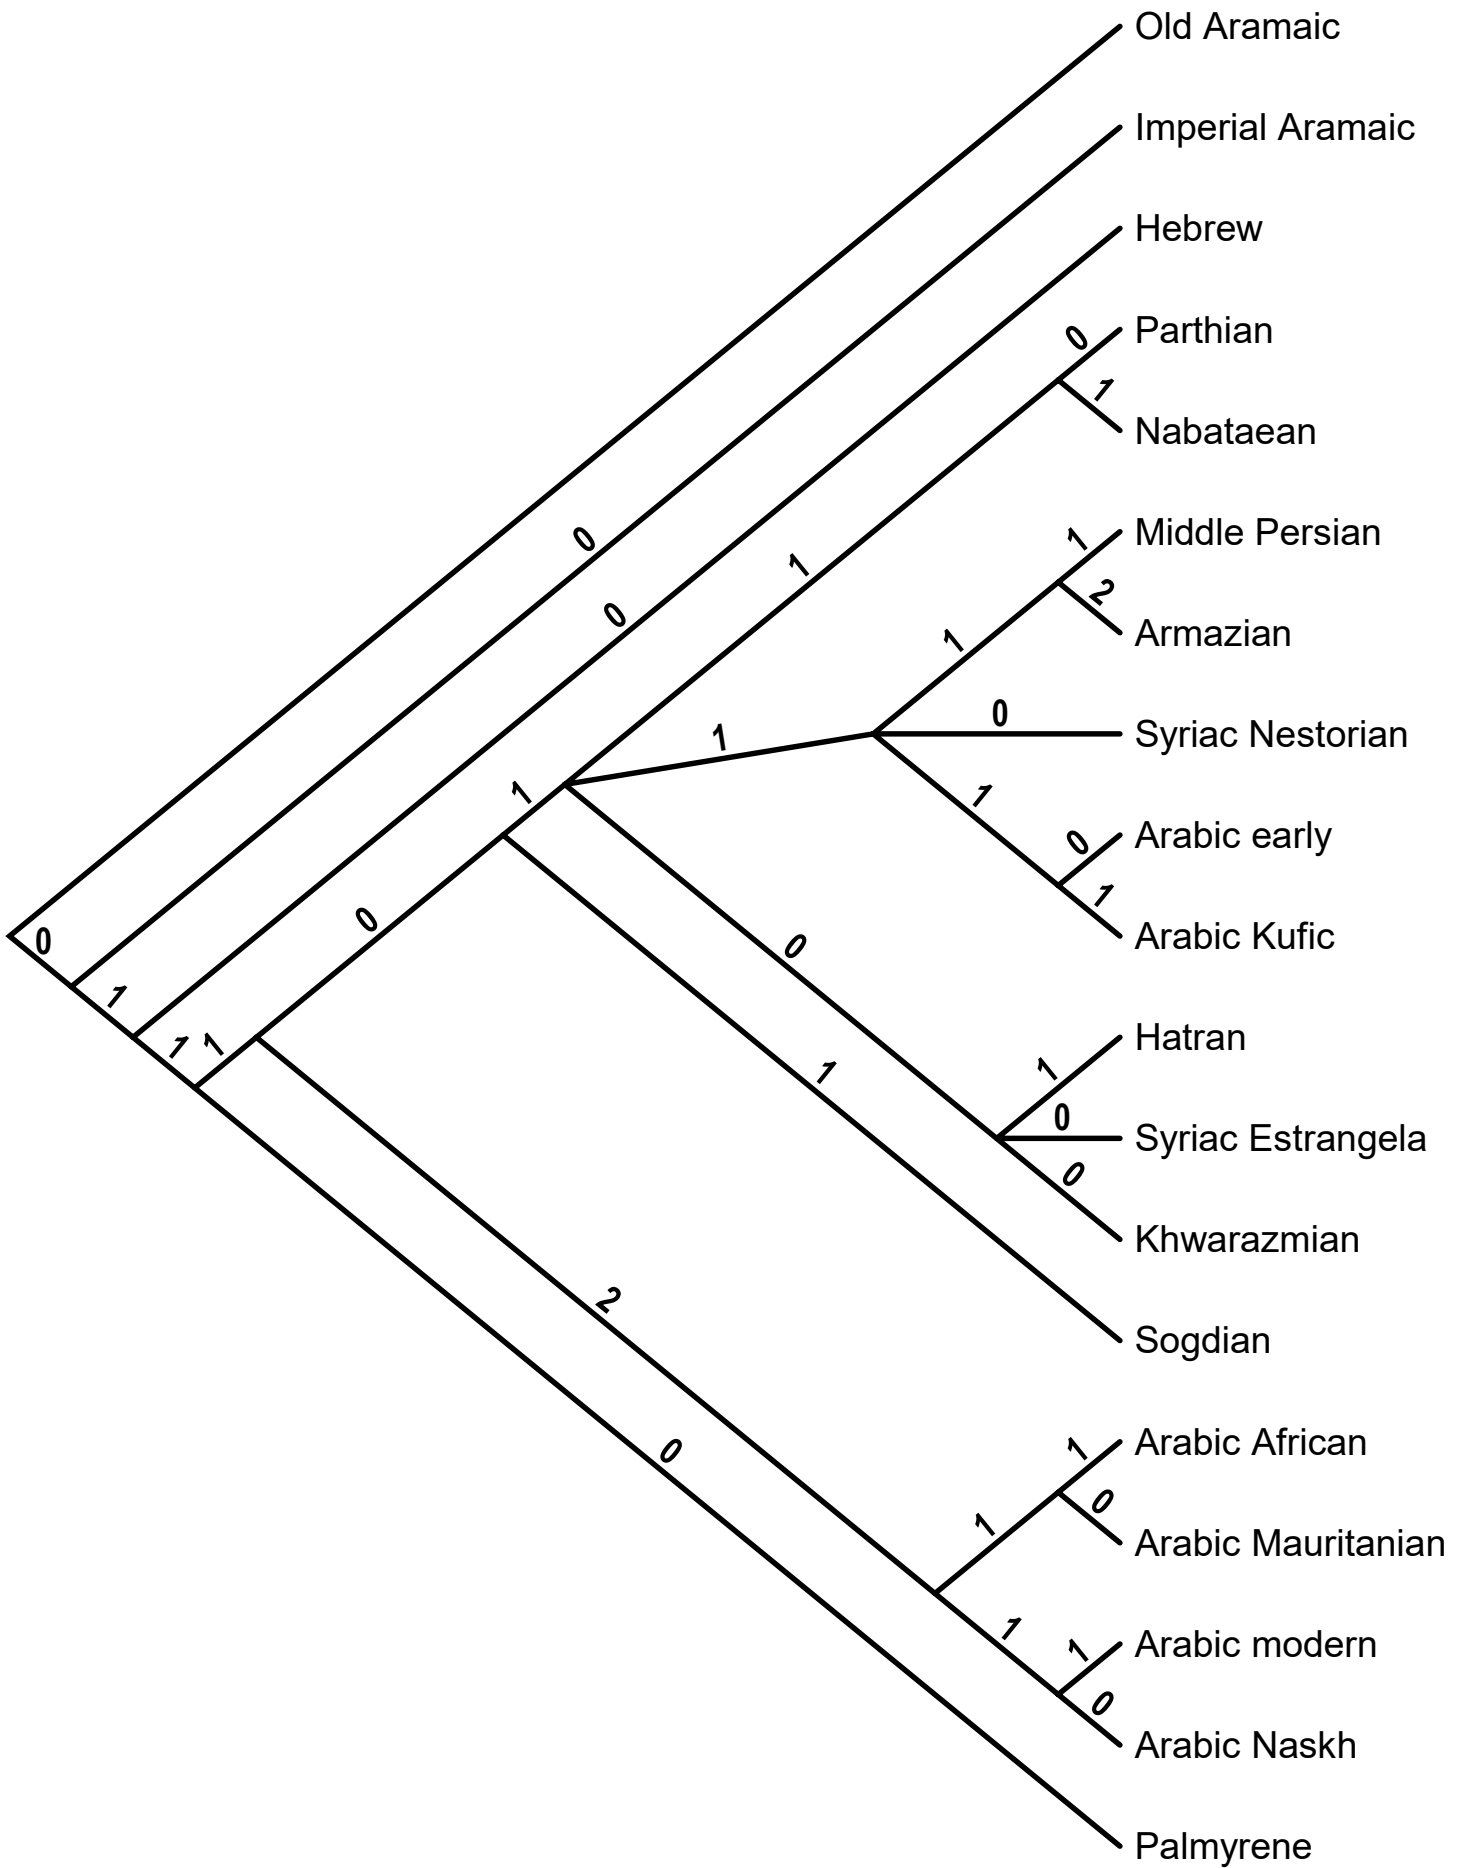 Old Aramaic
Imperial Aramaic
Hebrew
0
Parthian
1
Nabataean
1
Middle Persian
2
Armazian
0
1
0
1
0
Syriac Nestorian
1
1
1
0
Arabic early
1
Arabic Kufic
0
0
0
1
Hatran
1
1
1
1
0
Syriac Estrangela
0
Khwarazmian
2
Sogdian
0
1
Arabic African
0
1
Arabic Mauritanian
1
1
Arabic modern
0
Arabic Naskh
Palmyrene